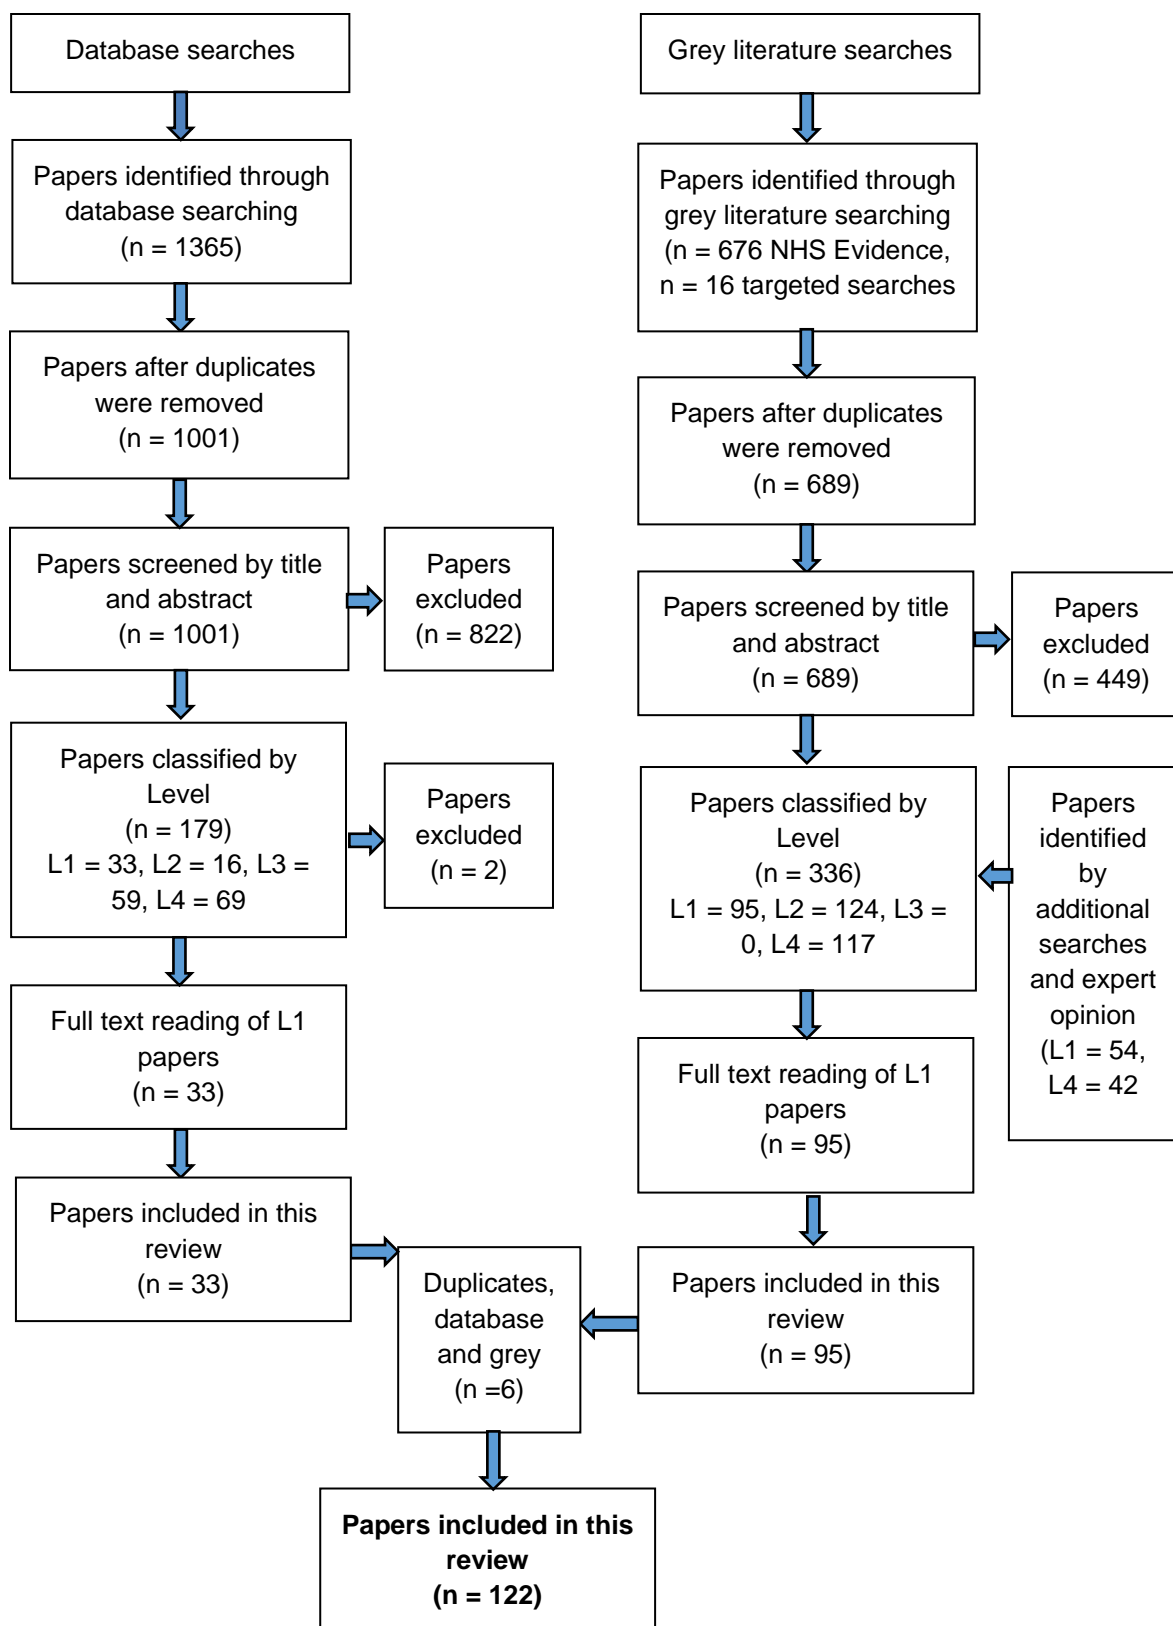 Database searches
Papers identified through
database searching
(n = 1365)
Papers after duplicates
were removed
(n = 1001)
Papers screened by title
and abstract
(n = 1001)
Papers
excluded
(n = 822)
Papers classified by
Level
(n = 179)
L1 = 33, L2 = 16, L3 =
59, L4 = 69
Papers
excluded
(n = 2)
Full text reading of L1
papers
(n = 33)
Papers included in this
review
(n = 33)
Grey literature searches
Papers identified through
grey literature searching
(n = 676 NHS Evidence,
n = 16 targeted searches
Papers after duplicates
were removed
(n = 689)
Papers screened by title
and abstract
(n = 689)
Papers
excluded
(n = 449)
Papers classified by
Level
(n = 336)
L1 = 95, L2 = 124, L3 =
0, L4 = 117
Papers
identified
by
additional
searches
and expert
opinion
(L1 = 54,
L4 = 42
Full text reading of L1
papers
(n = 95)
Papers included in this
review
(n = 95)
Duplicates,
database
and grey
(n =6)
Papers included in this
review
(n = 122)